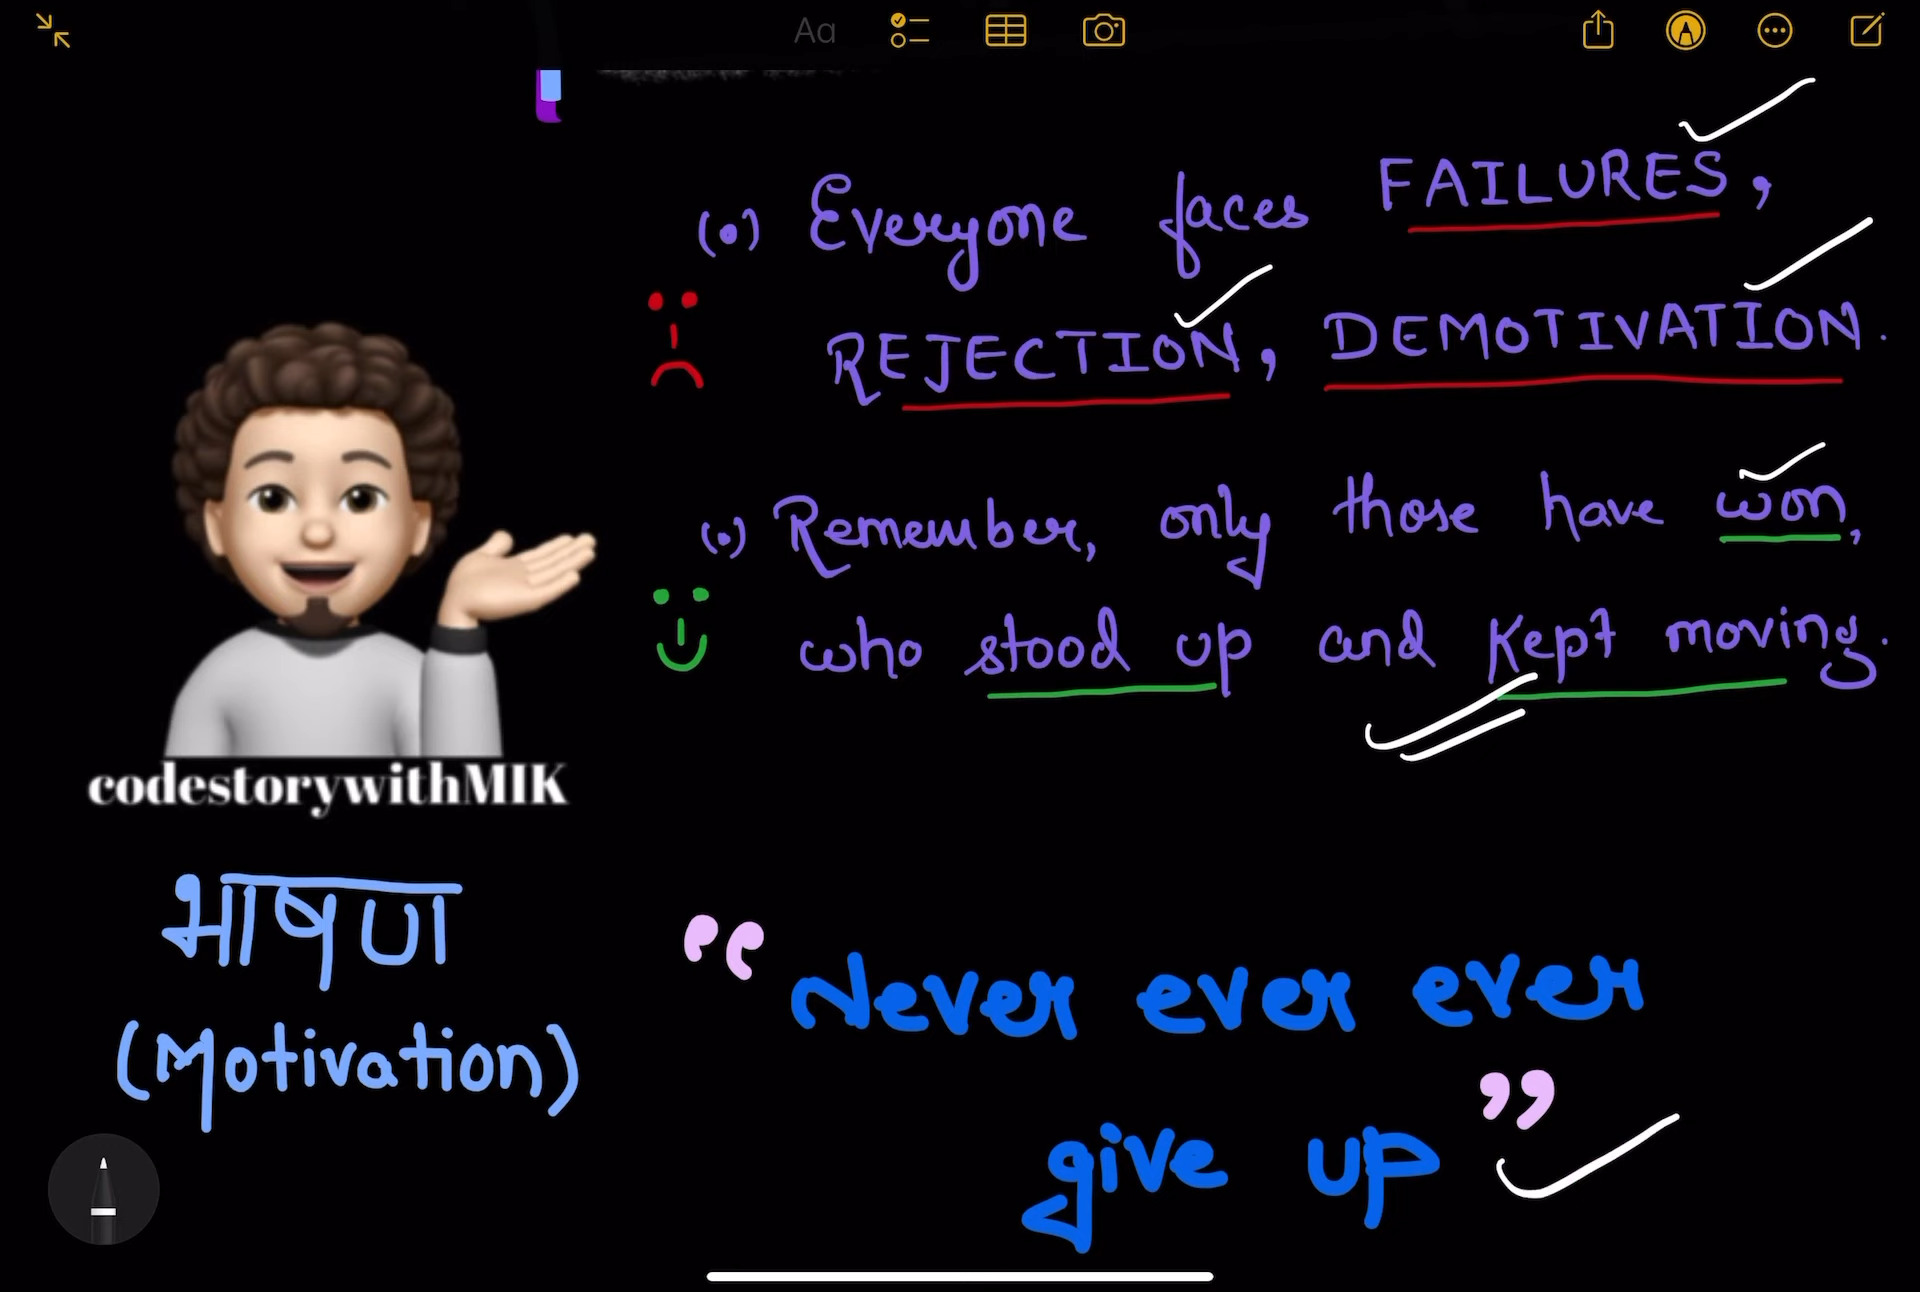 Aa
(•) Everyone faces FAILURES,
REJECTION, DEMOTIVATION.
(•) Remember, only those have won,
who stood up and kept moving.
codestorywithMIK
भाषण
(Motivation)
“Never ever ever
give up”